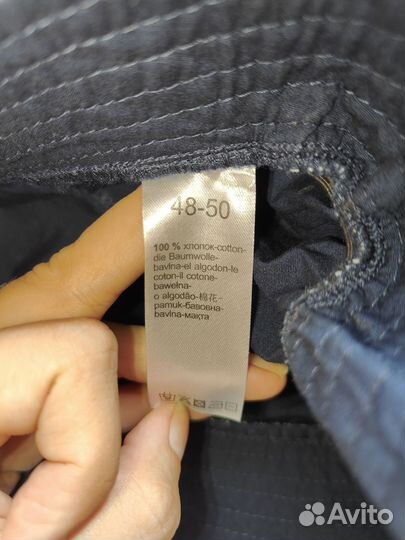 48-50
100 % хлопок-cotton-
die Baumwolle-
bavlna-el algodon-le
coton-il cotone-
bawełna-
o algodão-棉花-
pamuk-бавовна-
bavlna-мақта
Avito